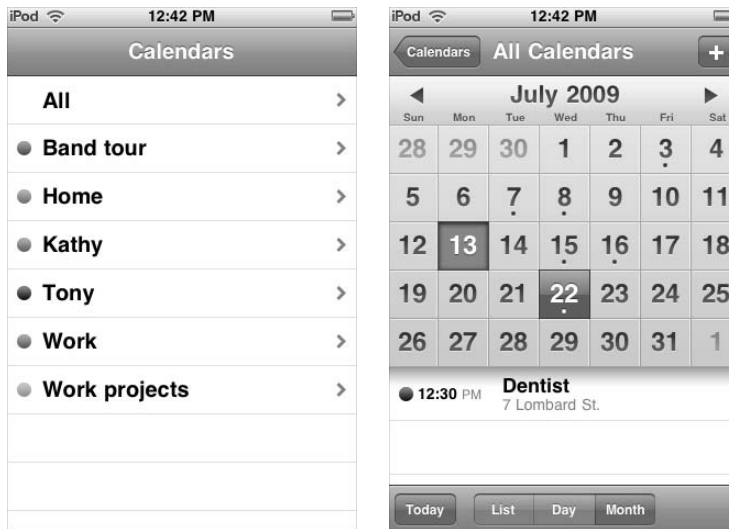 iPod 12:42 PM
Calendars
All
Band tour
Home
Kathy
Tony
Work
Work projects
iPod 12:42 PM
Calendars All Calendars +
July 2009
Sun Mon Tue Wed Thu Fri Sat
28 29 30 1 2 3 4
5 6 7 8 9 10 11
12 13 14 15 16 17 18
19 20 21 22 23 24 25
26 27 28 29 30 31 1
12:30 PM Dentist
7 Lombard St.
Today List Day Month